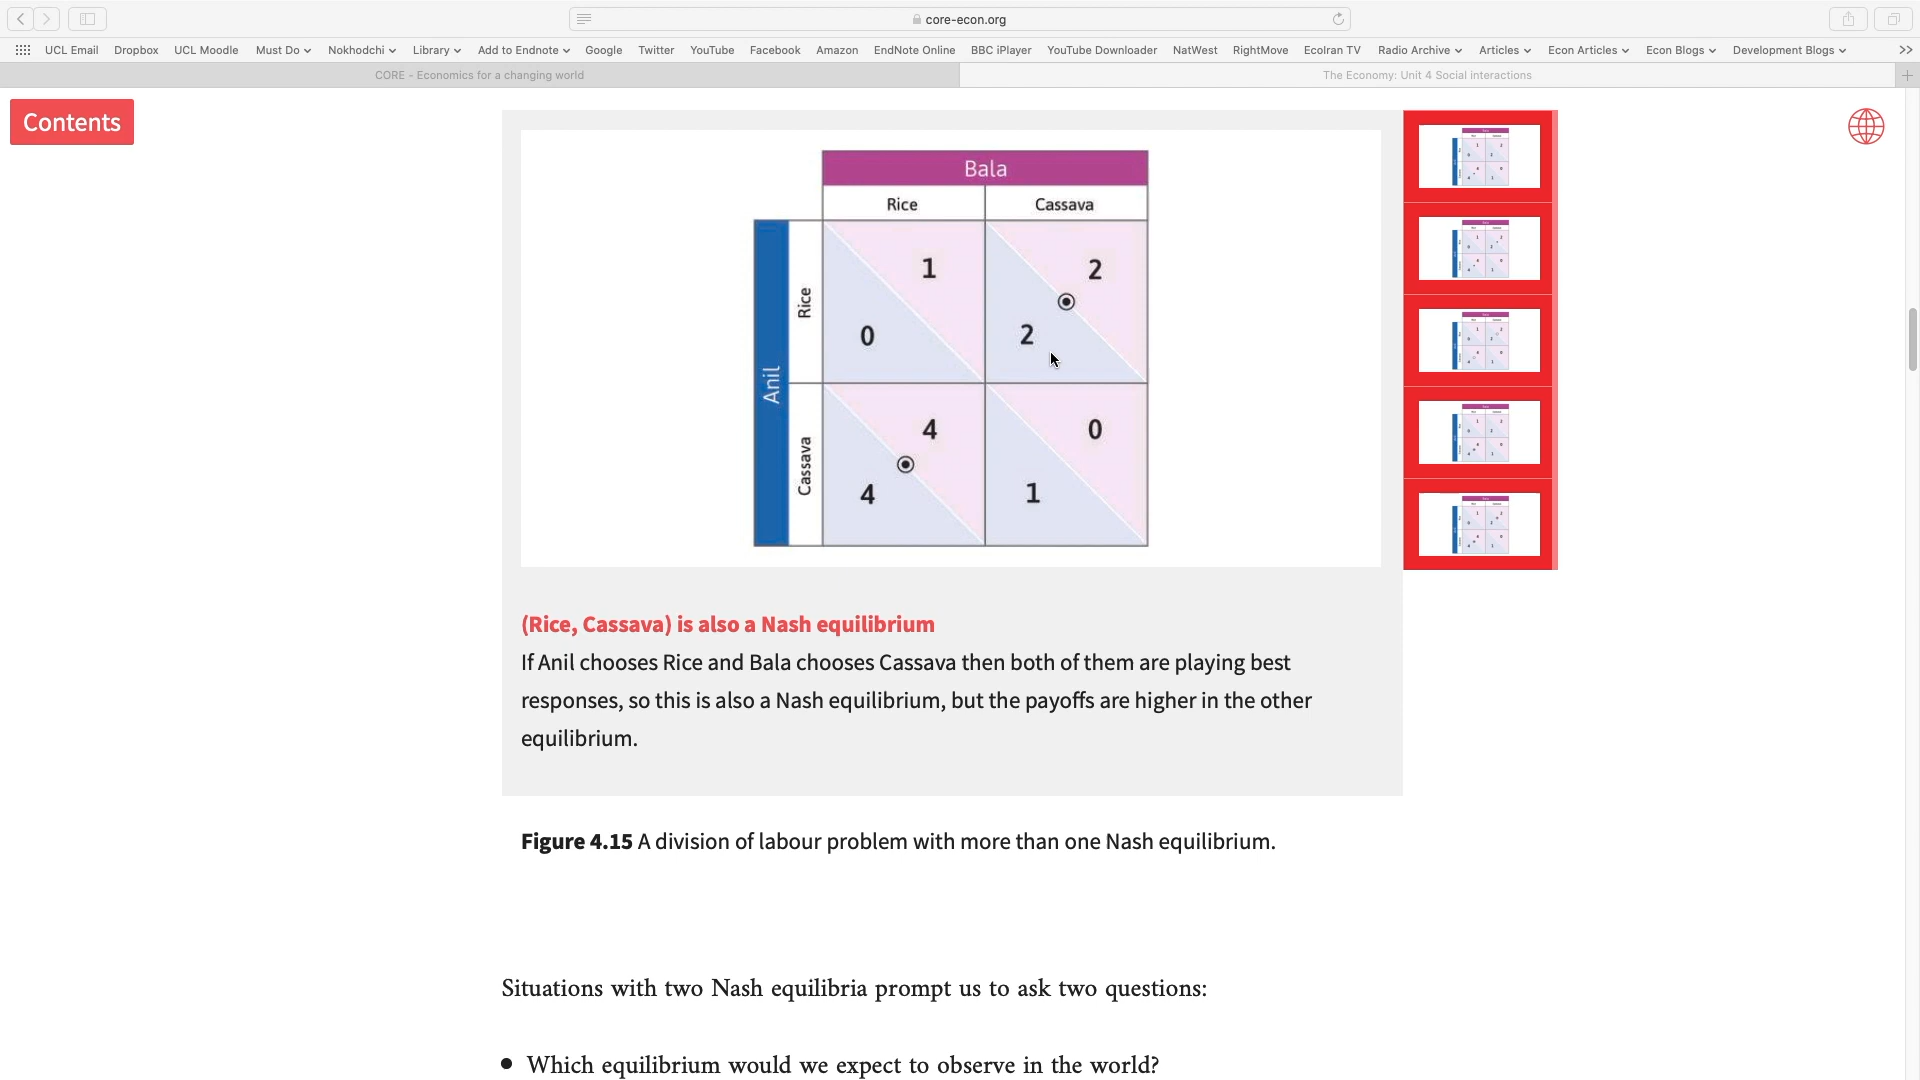 core-econ.org
UCL Email Dropbox UCL Moodle Must Do Nokhodchi Library Add to Endnote Google Twitter YouTube Facebook Amazon EndNote Online BBC iPlayer YouTube Downloader NatWest RightMove EcoIran TV Radio Archive Articles Econ Articles Econ Blogs Development Blogs
CORE - Economics for a changing world The Economy: Unit 4 Social interactions
Contents
Bala
Rice Cassava
Anil
Rice
1 2
0 2
Cassava
4 0
4 1
(Rice, Cassava) is also a Nash equilibrium
If Anil chooses Rice and Bala chooses Cassava then both of them are playing best
responses, so this is also a Nash equilibrium, but the payoffs are higher in the other
equilibrium.
Figure 4.15 A division of labour problem with more than one Nash equilibrium.
Situations with two Nash equilibria prompt us to ask two questions:
• Which equilibrium would we expect to observe in the world?